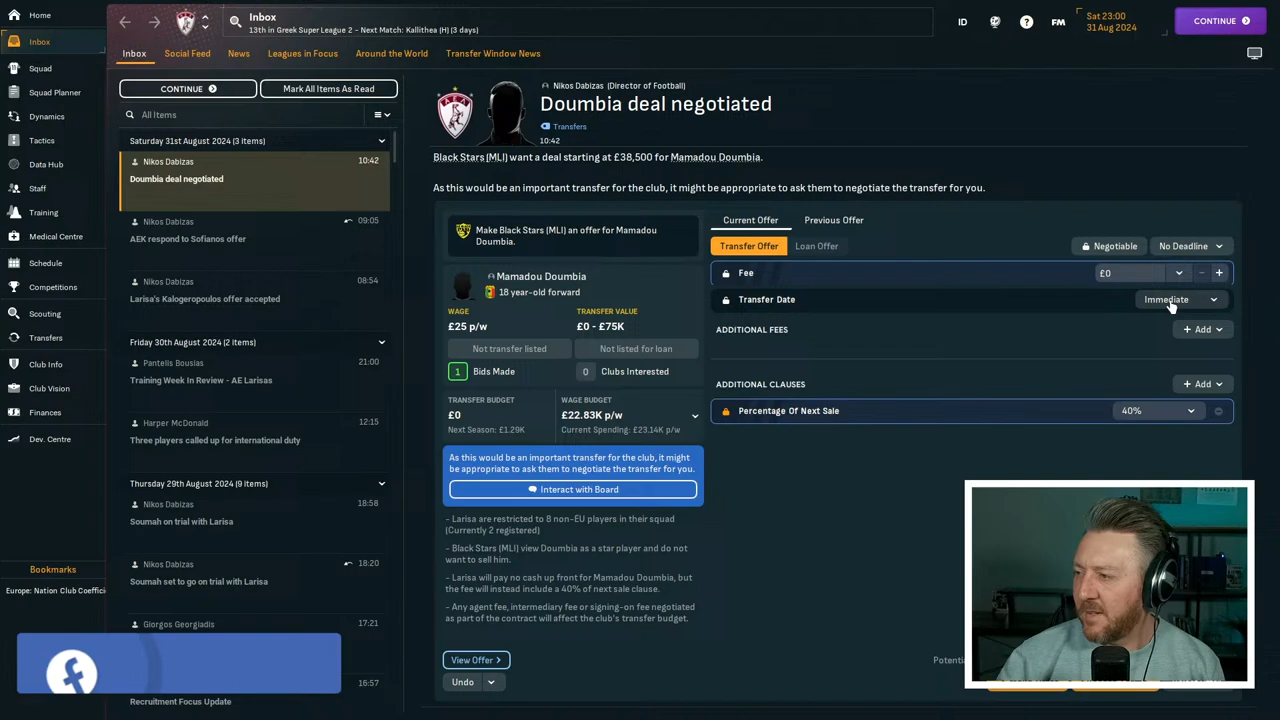 Home
Inbox
Squad
Squad Planner
Dynamics
Tactics
Data Hub
Staff
Training
Medical Centre
Schedule
Competitions
Scouting
Transfers
Club Info
Club Vision
Finances
Dev. Centre
Bookmarks
Europe: Nation Club Coeffici
Inbox
13th in Greek Super League 2 - Next Match: Kallithea (H) (3 days)
ID
?
FM
Sat 23:00
31 Aug 2024
CONTINUE
Inbox
Social Feed
News
Leagues in Focus
Around the World
Transfer Window News
CONTINUE
Mark All Items As Read
All Items
Saturday 31st August 2024 (3 items)
Nikos Dabizas
10:42
Doumbia deal negotiated
Nikos Dabizas
09:05
AEK respond to Sofianos offer
Nikos Dabizas
08:54
Larisa's Kalogeropoulos offer accepted
Friday 30th August 2024 (2 items)
Pantelis Bousias
21:00
Training Week In Review - AE Larisas
Harper McDonald
12:15
Three players called up for international duty
Thursday 29th August 2024 (9 items)
Nikos Dabizas
18:58
Soumah on trial with Larisa
Nikos Dabizas
18:20
Soumah set to go on trial with Larisa
Giorgos Georgiadis
17:21
16:57
Recruitment Focus Update
Nikos Dabizas (Director of Football)
Doumbia deal negotiated
Transfers
10:42
Black Stars (MLI) want a deal starting at £38,500 for Mamadou Doumbia.
As this would be an important transfer for the club, it might be appropriate to ask them to negotiate the transfer for you.
Make Black Stars (MLI) an offer for Mamadou
Doumbia.
Mamadou Doumbia
18 year-old forward
WAGE
TRANSFER VALUE
£25 p/w
£0 - £75K
Not transfer listed
Not listed for loan
1
Bids Made
0
Clubs Interested
TRANSFER BUDGET
WAGE BUDGET
£0
£22.83K p/w
Next Season: £1.29K
Current Spending: £23.14K p/w
As this would be an important transfer for the club, it might
be appropriate to ask them to negotiate the transfer for you.
Interact with Board
- Larisa are restricted to 8 non-EU players in their squad
(Currently 2 registered)
- Black Stars (MLI) view Doumbia as a star player and do not
want to sell him.
- Larisa will pay no cash up front for Mamadou Doumbia, but
the fee will instead include a 40% of next sale clause.
- Any agent fee, intermediary fee or signing-on fee negotiated
as part of the contract will affect the club's transfer budget.
View Offer
Undo
Current Offer
Previous Offer
Transfer Offer
Loan Offer
Negotiable
No Deadline
Fee
£0
Transfer Date
Immediate
ADDITIONAL FEES
Add
ADDITIONAL CLAUSES
Add
Percentage Of Next Sale
40%